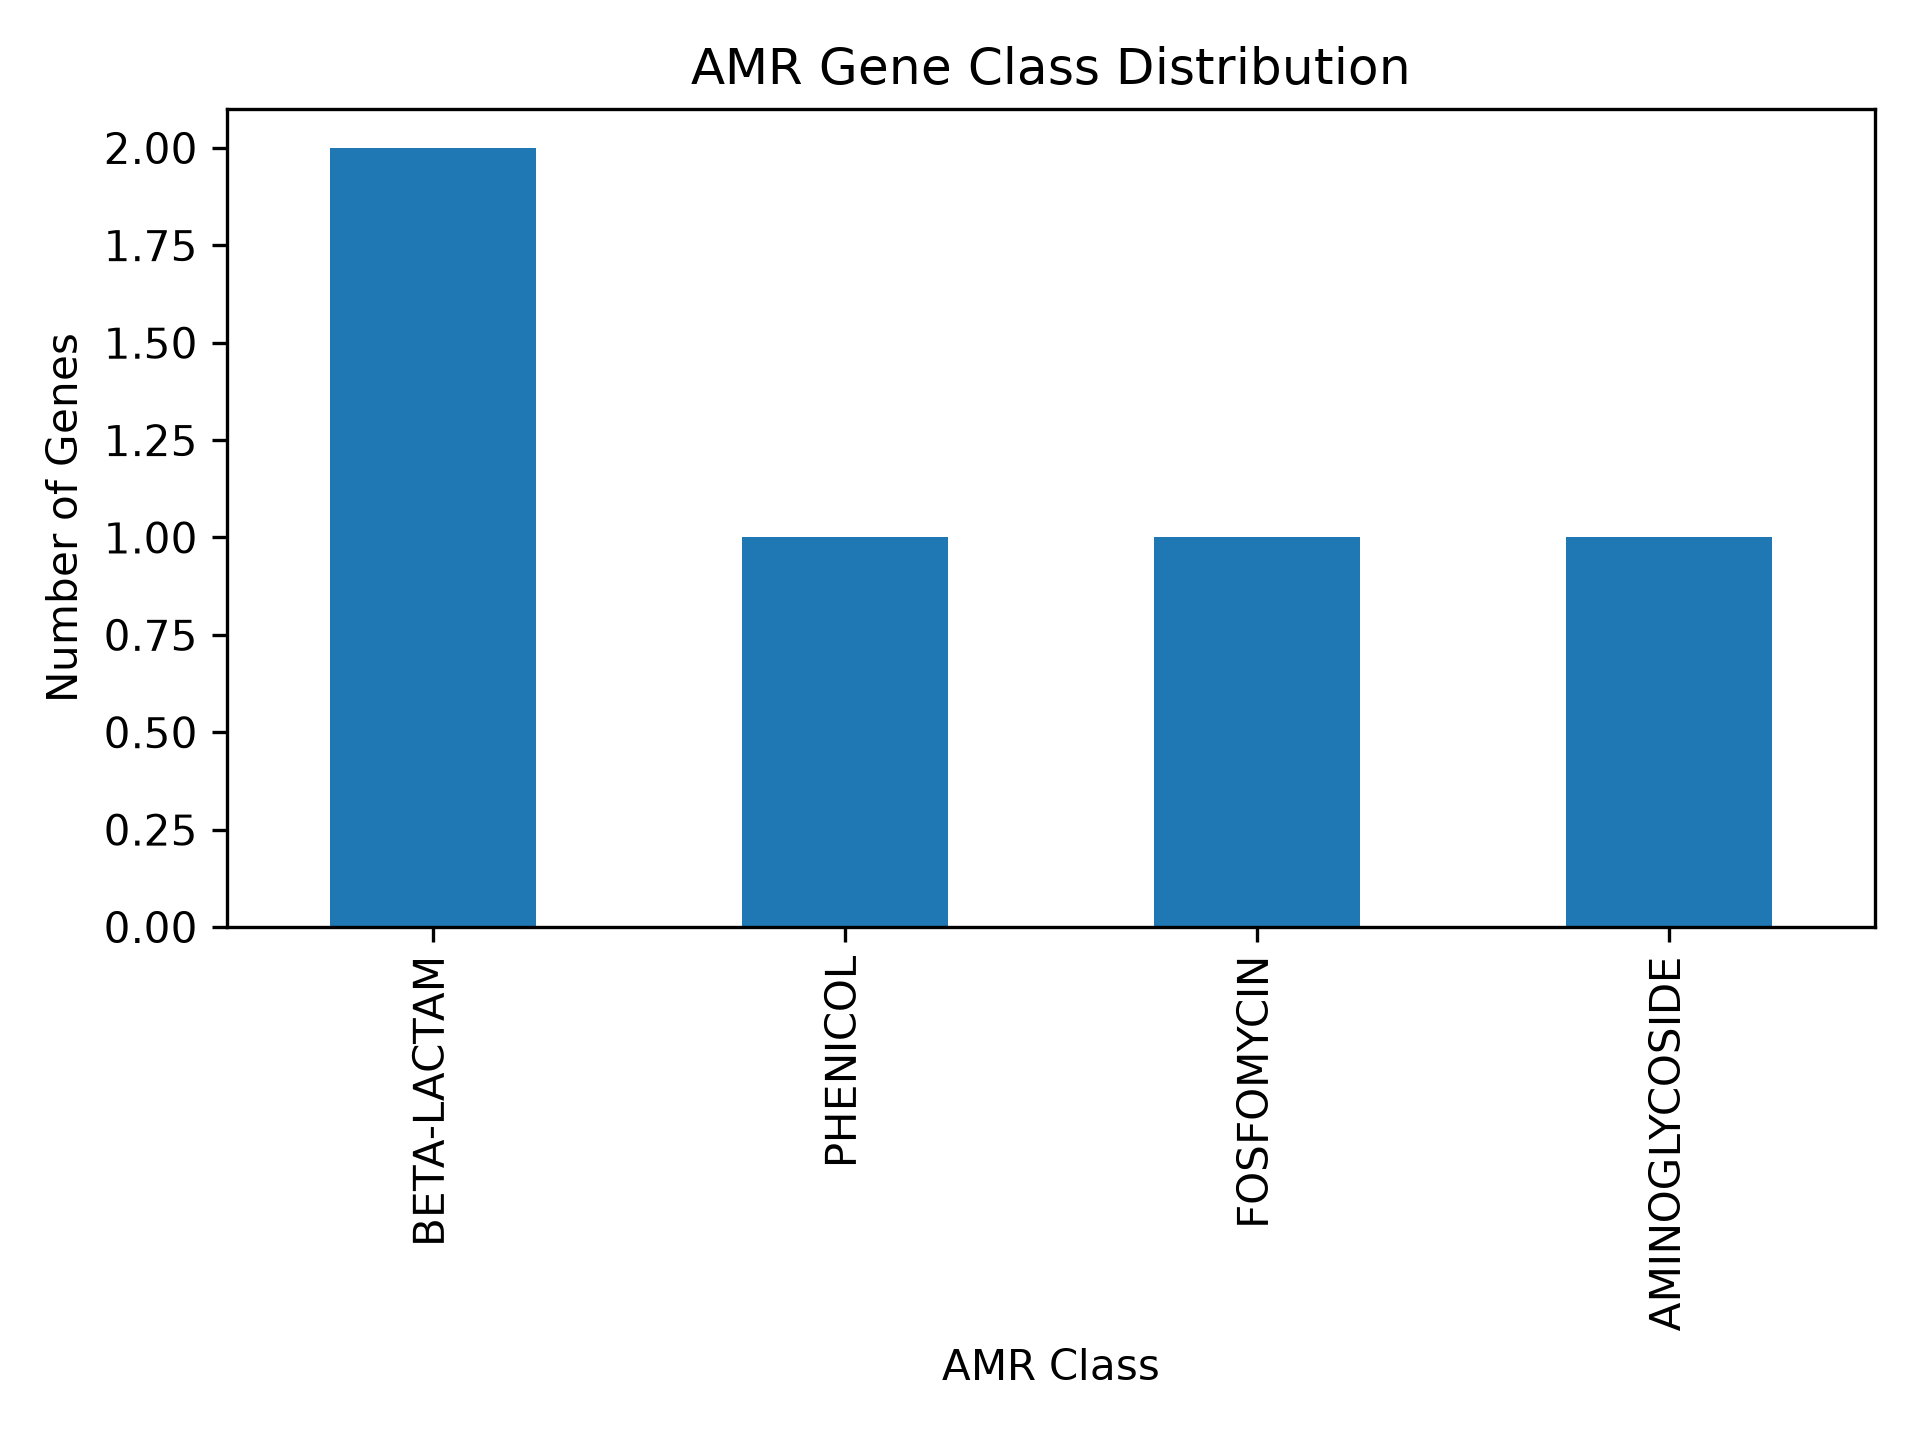 AMR Gene Class Distribution
Number of Genes
2.00
1.75
1.50
1.25
1.00
0.75
0.50
0.25
0.00
BETA-LACTAM
PHENICOL
FOSFOMYCIN
AMINOGLYCOSIDE
AMR Class